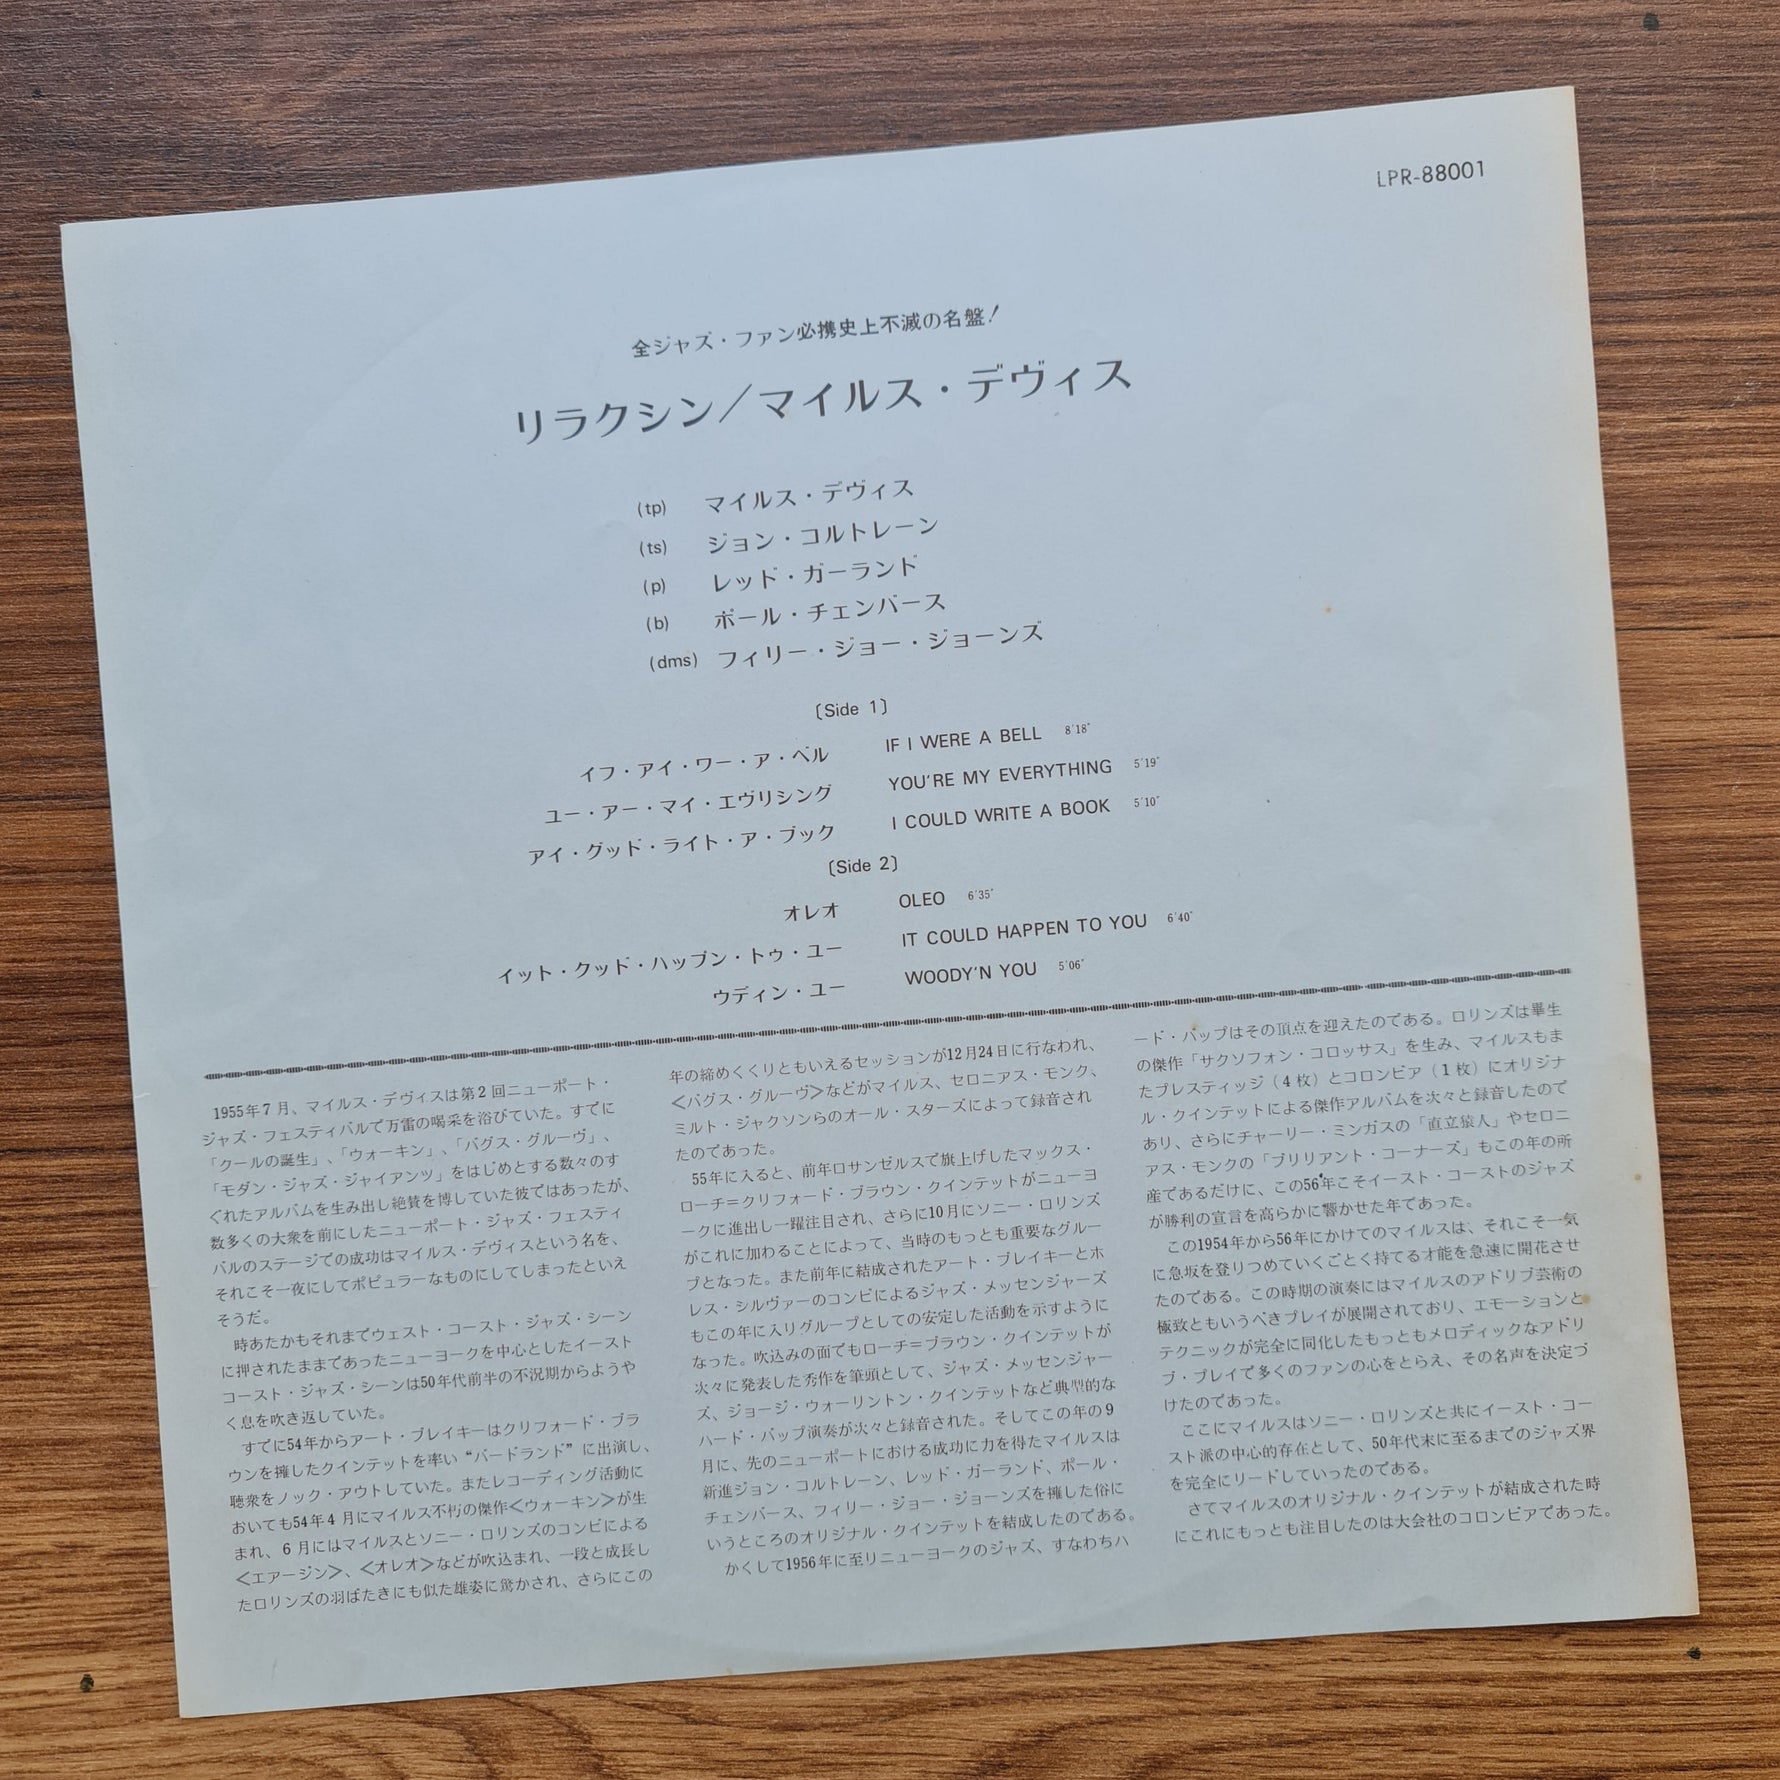 LPR-88001
全ジャズ・ファン必携史上不滅の名盤!
リラクシン/マイルス・デヴィス
(tp) マイルス・デヴィス
(ts) ジョン・コルトレーン
(p) レッド・ガーランド
(b) ポール・チェンバース
(dms) フィリー・ジョー・ジョーンズ
〔Side 1〕
イフ・アイ・ワー・ア・ベル IF I WERE A BELL 8′18″
ユー・アー・マイ・エヴリシング YOU'RE MY EVERYTHING 5′19″
アイ・グッド・ライト・ア・ブック I COULD WRITE A BOOK 5′10″
〔Side 2〕
オレオ OLEO 6′35″
イット・クッド・ハップン・トゥ・ユー IT COULD HAPPEN TO YOU 6′40″
ウディン・ユー WOODY'N YOU 5′06″
1955年7月、マイルス・デヴィスは第2回ニューポート・
ジャズ・フェスティバルで万雷の喝采を浴びていた。すでに
「クールの誕生」、「ウォーキン」、「バグス・グルーヴ」、
「モダン・ジャズ・ジャイアンツ」をはじめとする数々のす
ぐれたアルバムを生み出し絶賛を博していた彼ではあったが、
数多くの大衆を前にしたニューポート・ジャズ・フェスティ
バルのステージでの成功はマイルス・デヴィスという名を、
それこそ一夜にしてポピュラーなものにしてしまったといえ
そうだ。
時あたかもそれまでウェスト・コースト・ジャズ・シーン
に押されたままであったニューヨークを中心としたイースト
コースト・ジャズ・シーンは50年代前半の不況期からようや
く息を吹き返していた。
すでに54年からアート・ブレイキーはクリフォード・ブラ
ウンを擁したクインテットを率い“バードランド”に出演し、
聴衆をノック・アウトしていた。またレコーディング活動に
おいても54年4月にマイルス不朽の傑作<ウォーキン>が生
まれ、6月にはマイルスとソニー・ロリンズのコンビによる
<エアージン>、<オレオ>などが吹込まれ、一段と成長し
たロリンズの羽ばたきにも似た雄姿に驚かされ、さらにこの
年の締めくくりともいえるセッションが12月24日に行なわれ、
<バグス・グルーヴ>などがマイルス、セロニアス・モンク、
ミルト・ジャクソンらのオール・スターズによって録音され
たのであった。
55年に入ると、前年ロサンゼルスで旗上げしたマックス・
ローチ=クリフォード・ブラウン・クインテットがニューヨ
ークに進出し一躍注目され、さらに10月にソニー・ロリンズ
がこれに加わることによって、当時のもっとも重要なグルー
プとなった。また前年に結成されたアート・ブレイキーとホ
レス・シルヴァーのコンビによるジャズ・メッセンジャーズ
もこの年に入りグループとしての安定した活動を示すように
なった。吹込みの面でもローチ=ブラウン・クインテットが
次々に発表した秀作を筆頭として、ジャズ・メッセンジャー
ズ、ジョージ・ウォーリントン・クインテットなど典型的な
ハード・バップ演奏が次々と録音された。そしてこの年の9
月に、先のニューポートにおける成功に力を得たマイルスは
新進ジョン・コルトレーン、レッド・ガーランド、ポール・
チェンバース、フィリー・ジョー・ジョーンズを擁した俗に
いうところのオリジナル・クインテットを結成したのである。
かくして1956年に至りニューヨークのジャズ、すなわちハ
ード・バップはその頂点を迎えたのである。ロリンズは畢生
の傑作「サクソフォン・コロッサス」を生み、マイルスもま
たプレスティッジ(4枚)とコロンビア(1枚)にオリジナ
ル・クインテットによる傑作アルバムを次々と録音したので
あり、さらにチャーリー・ミンガスの「直立猿人」やセロニ
アス・モンクの「ブリリアント・コーナーズ」もこの年の所
産であるだけに、この56年こそイースト・コーストのジャズ
が勝利の宣言を高らかに響かせた年であった。
この1954年から56年にかけてのマイルスは、それこそ一気
に急坂を登りつめていくごとく持てる才能を急速に開花させ
たのである。この時期の演奏にはマイルスのアドリブ芸術の
極致ともいうべきプレイが展開されており、エモーションと
テクニックが完全に同化したもっともメロディックなアドリ
ブ・プレイで多くのファンの心をとらえ、その名声を決定づ
けたのであった。
ここにマイルスはソニー・ロリンズと共にイースト・コー
スト派の中心的存在として、50年代末に至るまでのジャズ界
を完全にリードしていったのである。
さてマイルスのオリジナル・クインテットが結成された時
にこれにもっとも注目したのは大会社のコロンビアであった。